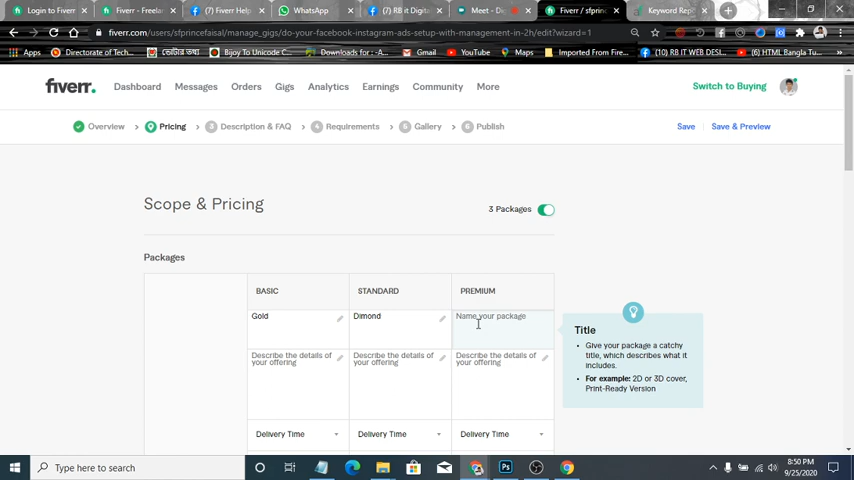 Login to Fiverr
Fiverr - Freelan
(7) Fiverr Help
WhatsApp
(7) RB it Digita
Meet -
Fiverr / sfprinc
Keyword Rep
fiverr.com/users/sfprincefaisal/manage_gigs/do-your-facebook-instagram-ads-setup-with-management-in-2h/edit?wizard=1
Apps
Directorate of Tech...
ভোটার তথ্য
Bijoy To Unicode C...
Downloads for : -A...
Gmail
YouTube
Maps
Imported From Fire...
(10) RB IT WEB DESI...
(6) HTML Bangla Tu...
fiverr.
Dashboard
Messages
Orders
Gigs
Analytics
Earnings
Community
More
Switch to Buying
Overview
Pricing
3 Description & FAQ
4 Requirements
5 Gallery
6 Publish
Save
Save & Preview
Scope & Pricing
3 Packages
Packages
BASIC
STANDARD
PREMIUM
Gold
Dimond
Name your package
Describe the details of
your offering
Describe the details of
your offering
Describe the details of
your offering
Delivery Time
Delivery Time
Delivery Time
Title
• Give your package a catchy
title, which describes what it
includes.
• For example: 2D or 3D cover,
Print-Ready Version
Type here to search
8:50 PM
9/25/2020